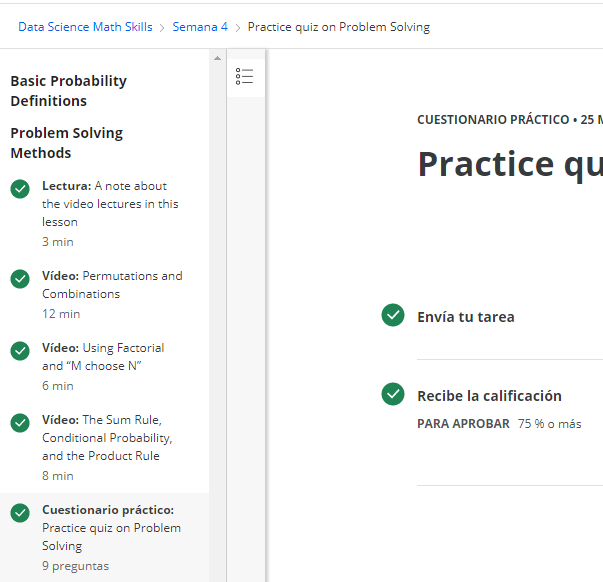 Data Science Math Skills > Semana 4 > Practice quiz on Problem Solving
Basic Probability
Definitions
Problem Solving
Methods
Lectura: A note about
the video lectures in this
lesson
3 min
Vídeo: Permutations and
Combinations
12 min
Vídeo: Using Factorial
and “M choose N”
6 min
Vídeo: The Sum Rule,
Conditional Probability,
and the Product Rule
8 min
Cuestionario práctico:
Practice quiz on Problem
Solving
9 preguntas
CUESTIONARIO PRÁCTICO • 25 M
Practice qu
Envía tu tarea
Recibe la calificación
PARA APROBAR 75 % o más